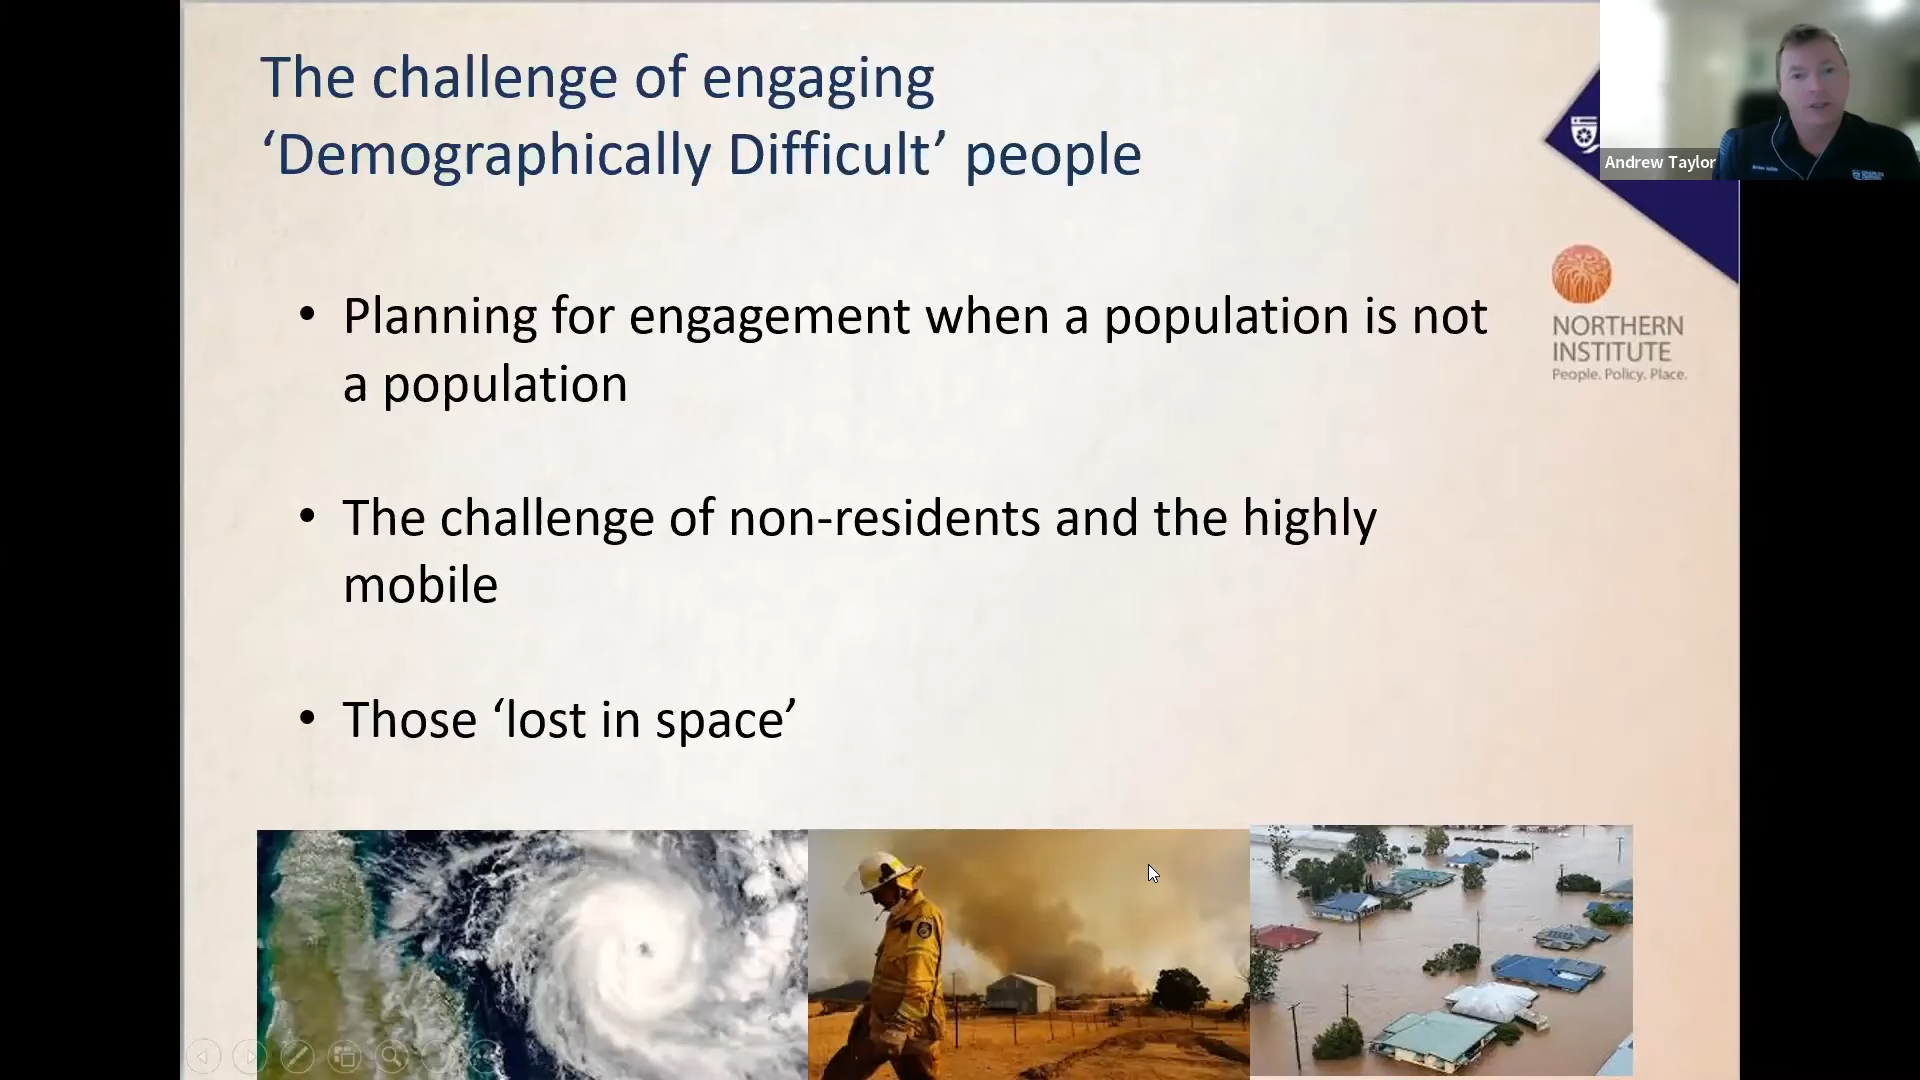 The challenge of engaging
‘Demographically Difficult’ people
Andrew Taylor
• Planning for engagement when a population is not
a population
NORTHERN
INSTITUTE
People. Policy. Place.
• The challenge of non-residents and the highly
mobile
• Those ‘lost in space’